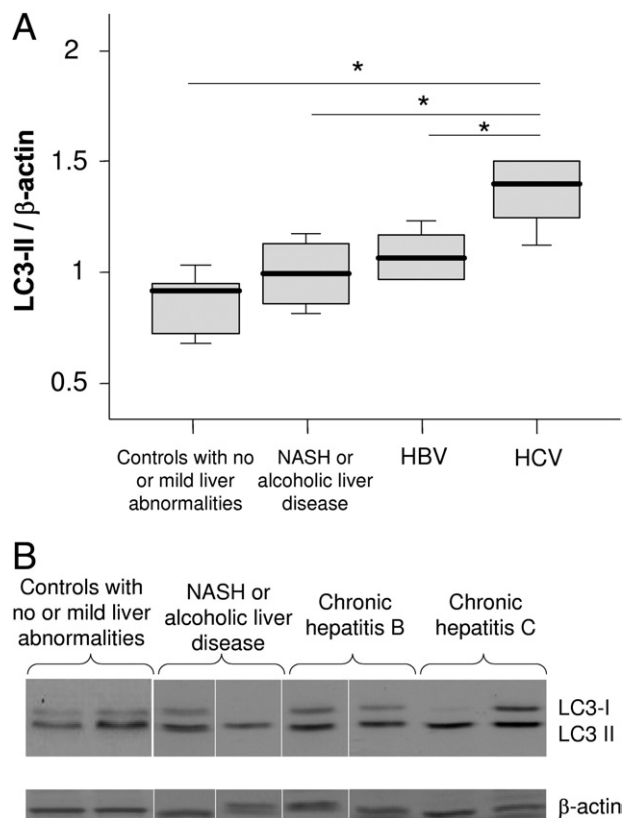 A
2
1.5
1
0.5
LC3-II / β-actin
*
*
*
Controls with no
or mild liver
abnormalities
NASH or
alcoholic liver
disease
HBV
HCV
B
Controls with
no or mild liver
abnormalities
NASH or
alcoholic liver
disease
Chronic
hepatitis B
Chronic
hepatitis C
LC3-I
LC3 II
β-actin